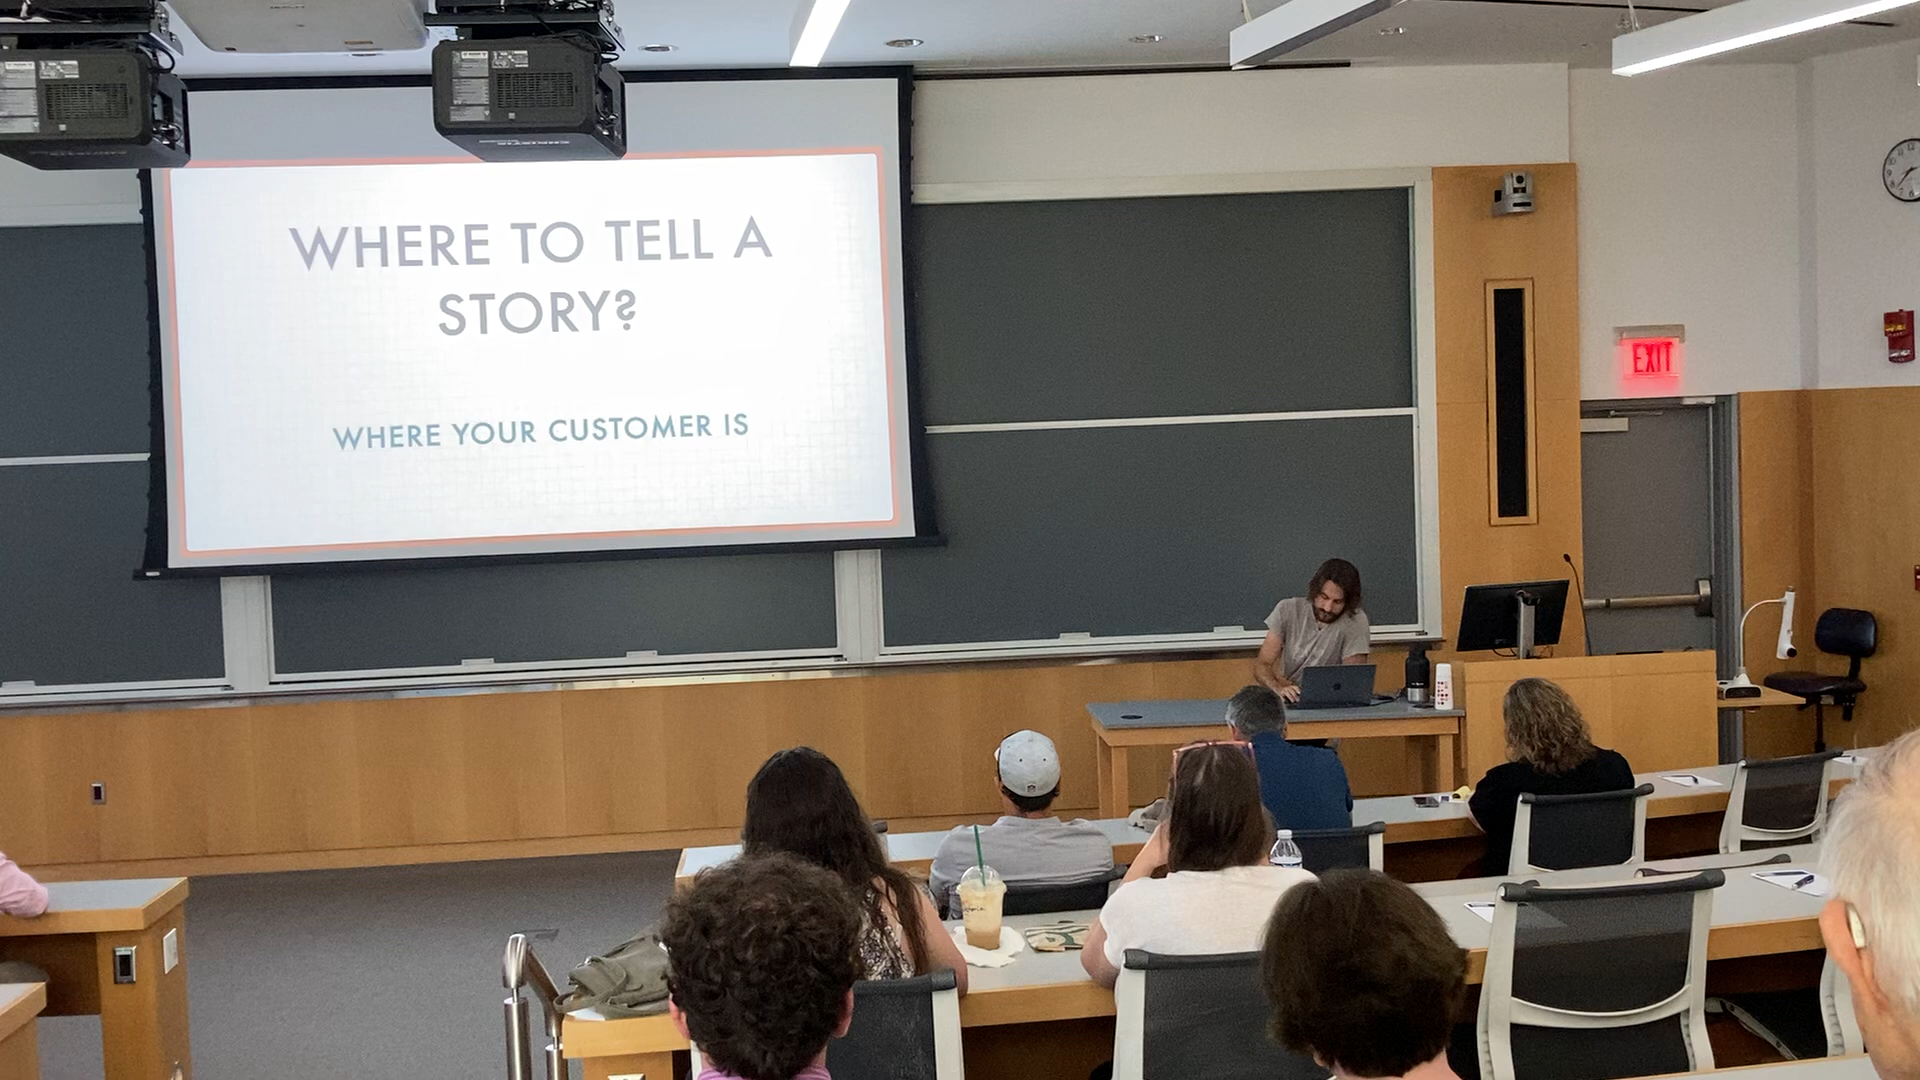 WHERE TO TELL A
STORY?
WHERE YOUR CUSTOMER IS
EXIT